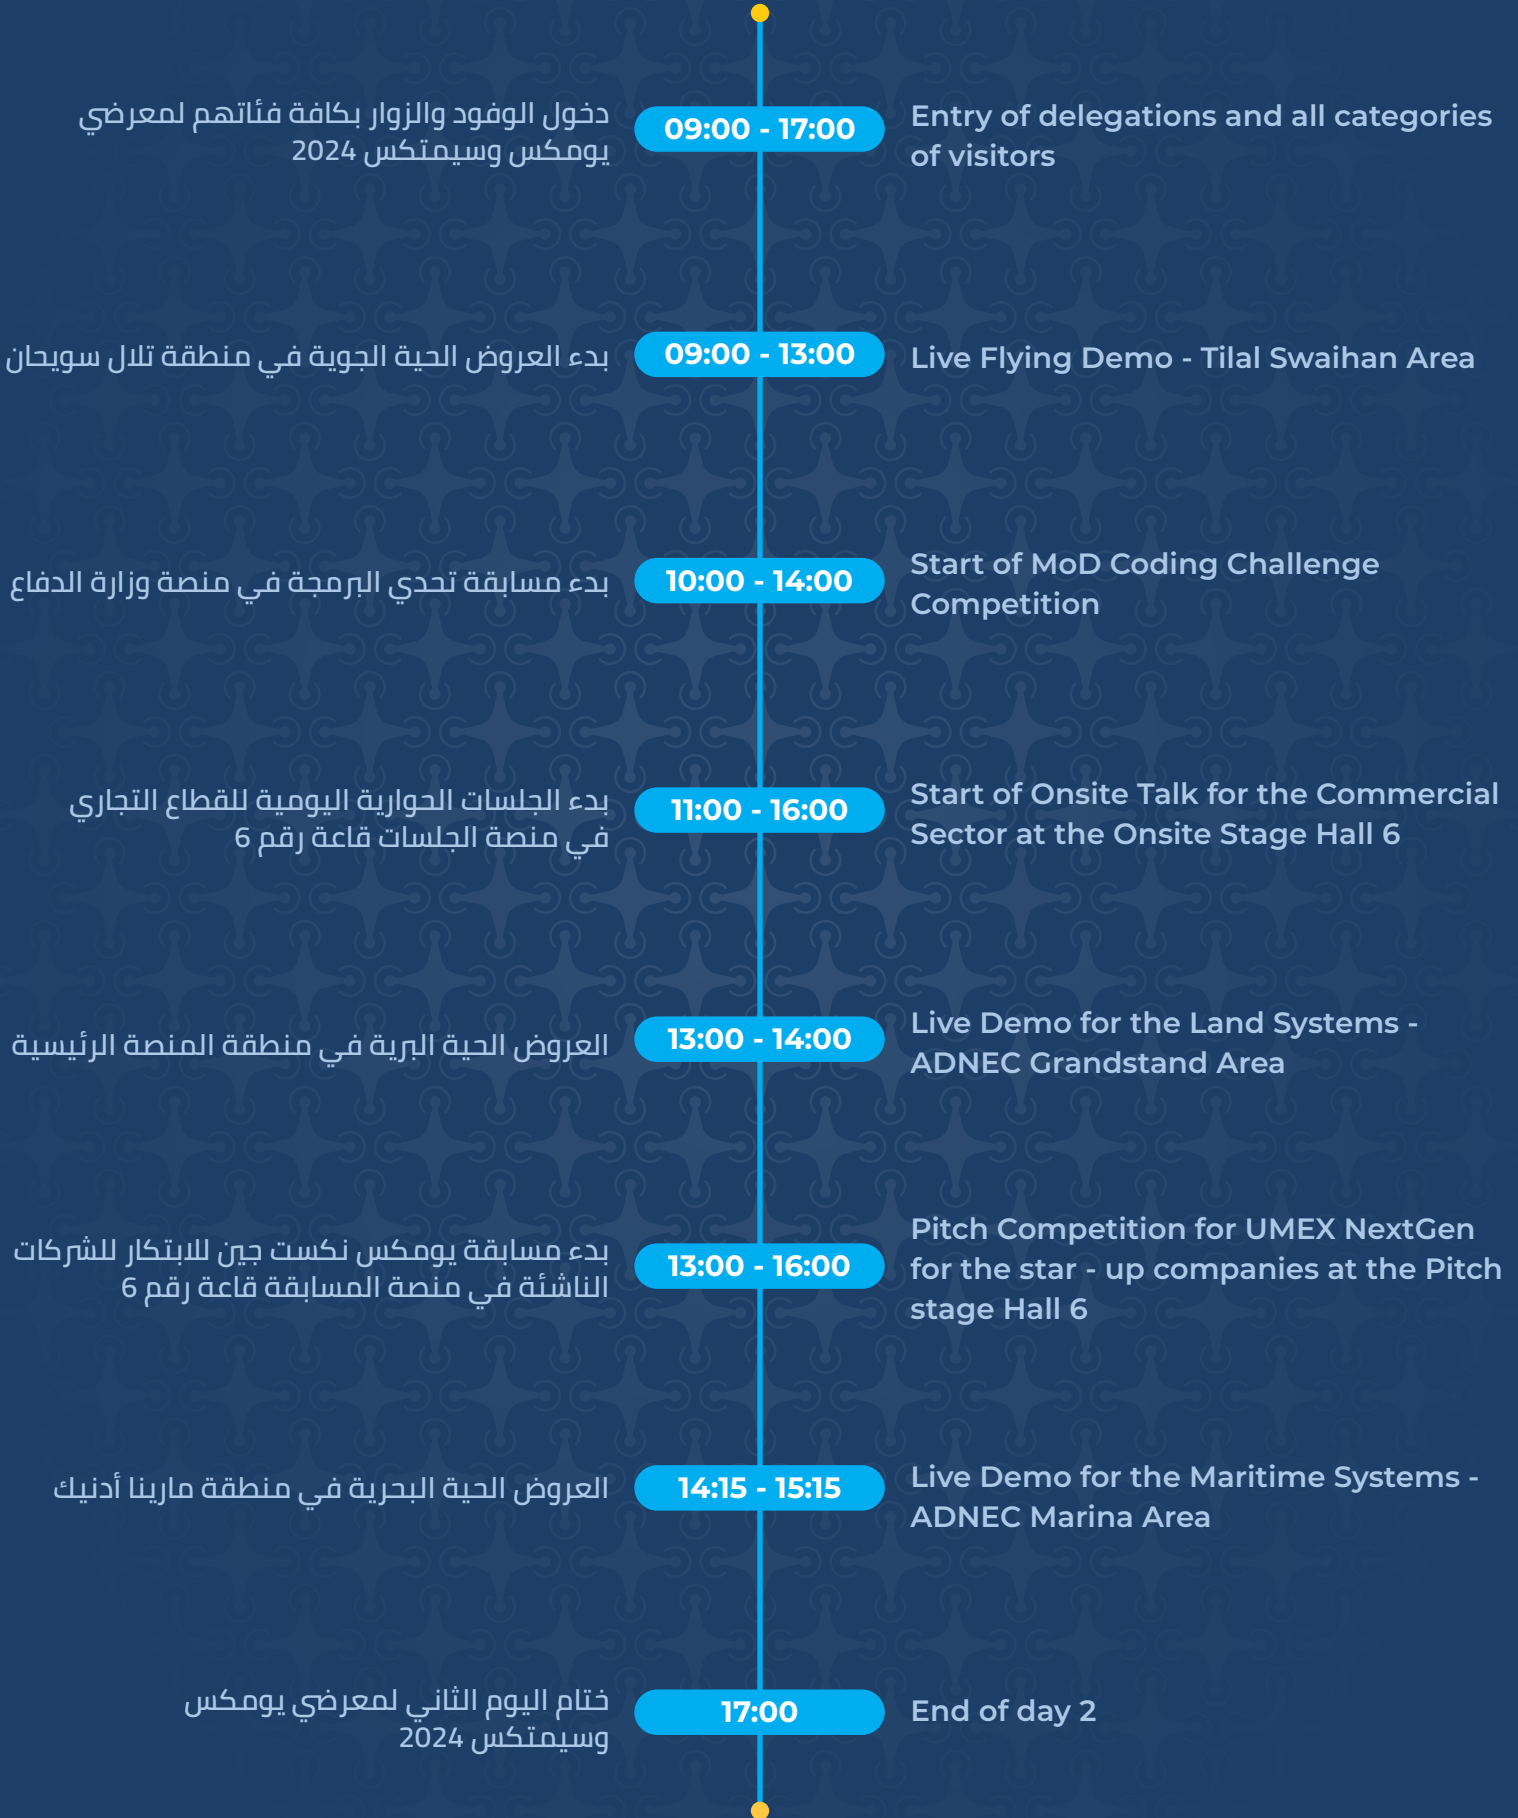 دخول الوفود والزوار بكافة فئاتهم لمعرضي
يومكس وسيمتكس 2024
09:00 - 17:00
Entry of delegations and all categories
of visitors
بدء العروض الحية الجوية في منطقة تلال سويحان
09:00 - 13:00
Live Flying Demo - Tilal Swaihan Area
بدء مسابقة تحدي البرمجة في منصة وزارة الدفاع
10:00 - 14:00
Start of MoD Coding Challenge
Competition
بدء الجلسات الحوارية اليومية للقطاع التجاري
في منصة الجلسات قاعة رقم 6
11:00 - 16:00
Start of Onsite Talk for the Commercial
Sector at the Onsite Stage Hall 6
العروض الحية البرية في منطقة المنصة الرئيسية
13:00 - 14:00
Live Demo for the Land Systems -
ADNEC Grandstand Area
بدء مسابقة يومكس نكست جين للابتكار للشركات
الناشئة في منصة المسابقة قاعة رقم 6
13:00 - 16:00
Pitch Competition for UMEX NextGen
for the star - up companies at the Pitch
stage Hall 6
العروض الحية البحرية في منطقة مارينا أدنيك
14:15 - 15:15
Live Demo for the Maritime Systems -
ADNEC Marina Area
ختام اليوم الثاني لمعرضي يومكس
وسيمتكس 2024
17:00
End of day 2